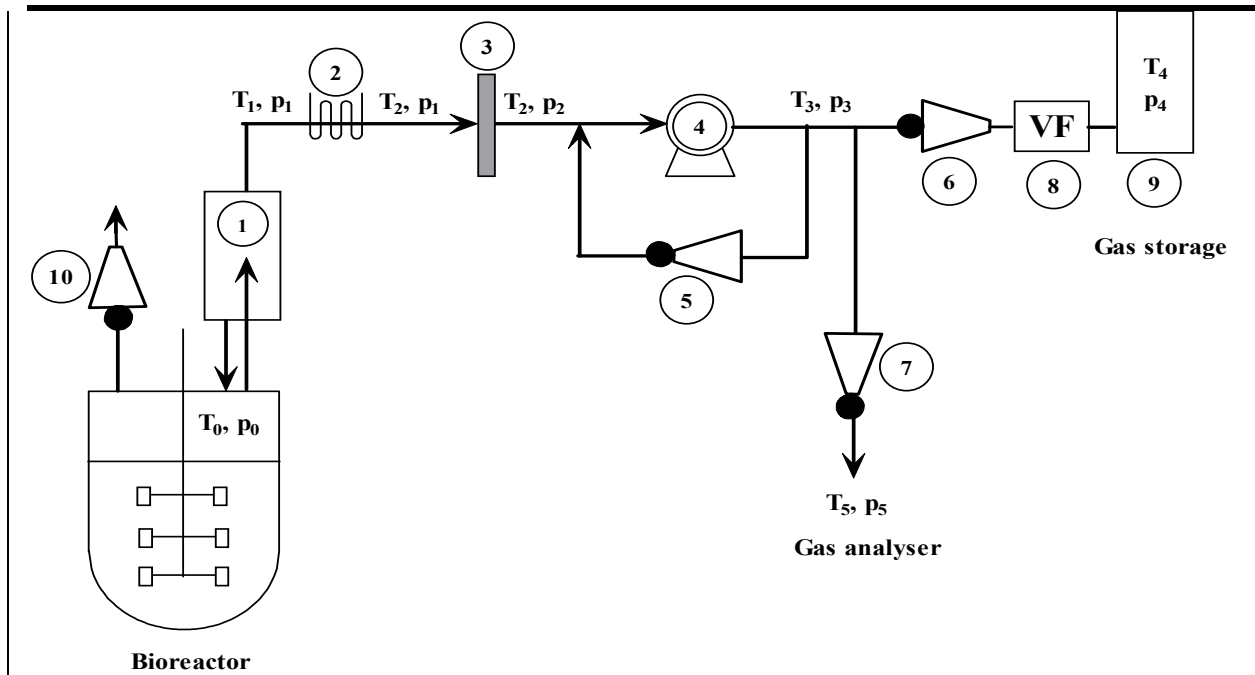 3
2
T₁, p₁
T₂, p₁
T₂, p₂
4
T₃, p₃
T₄
p₄
VF
6
8
9
Gas storage
1
10
5
7
T₀, p₀
T₅, p₅
Gas analyser
Bioreactor